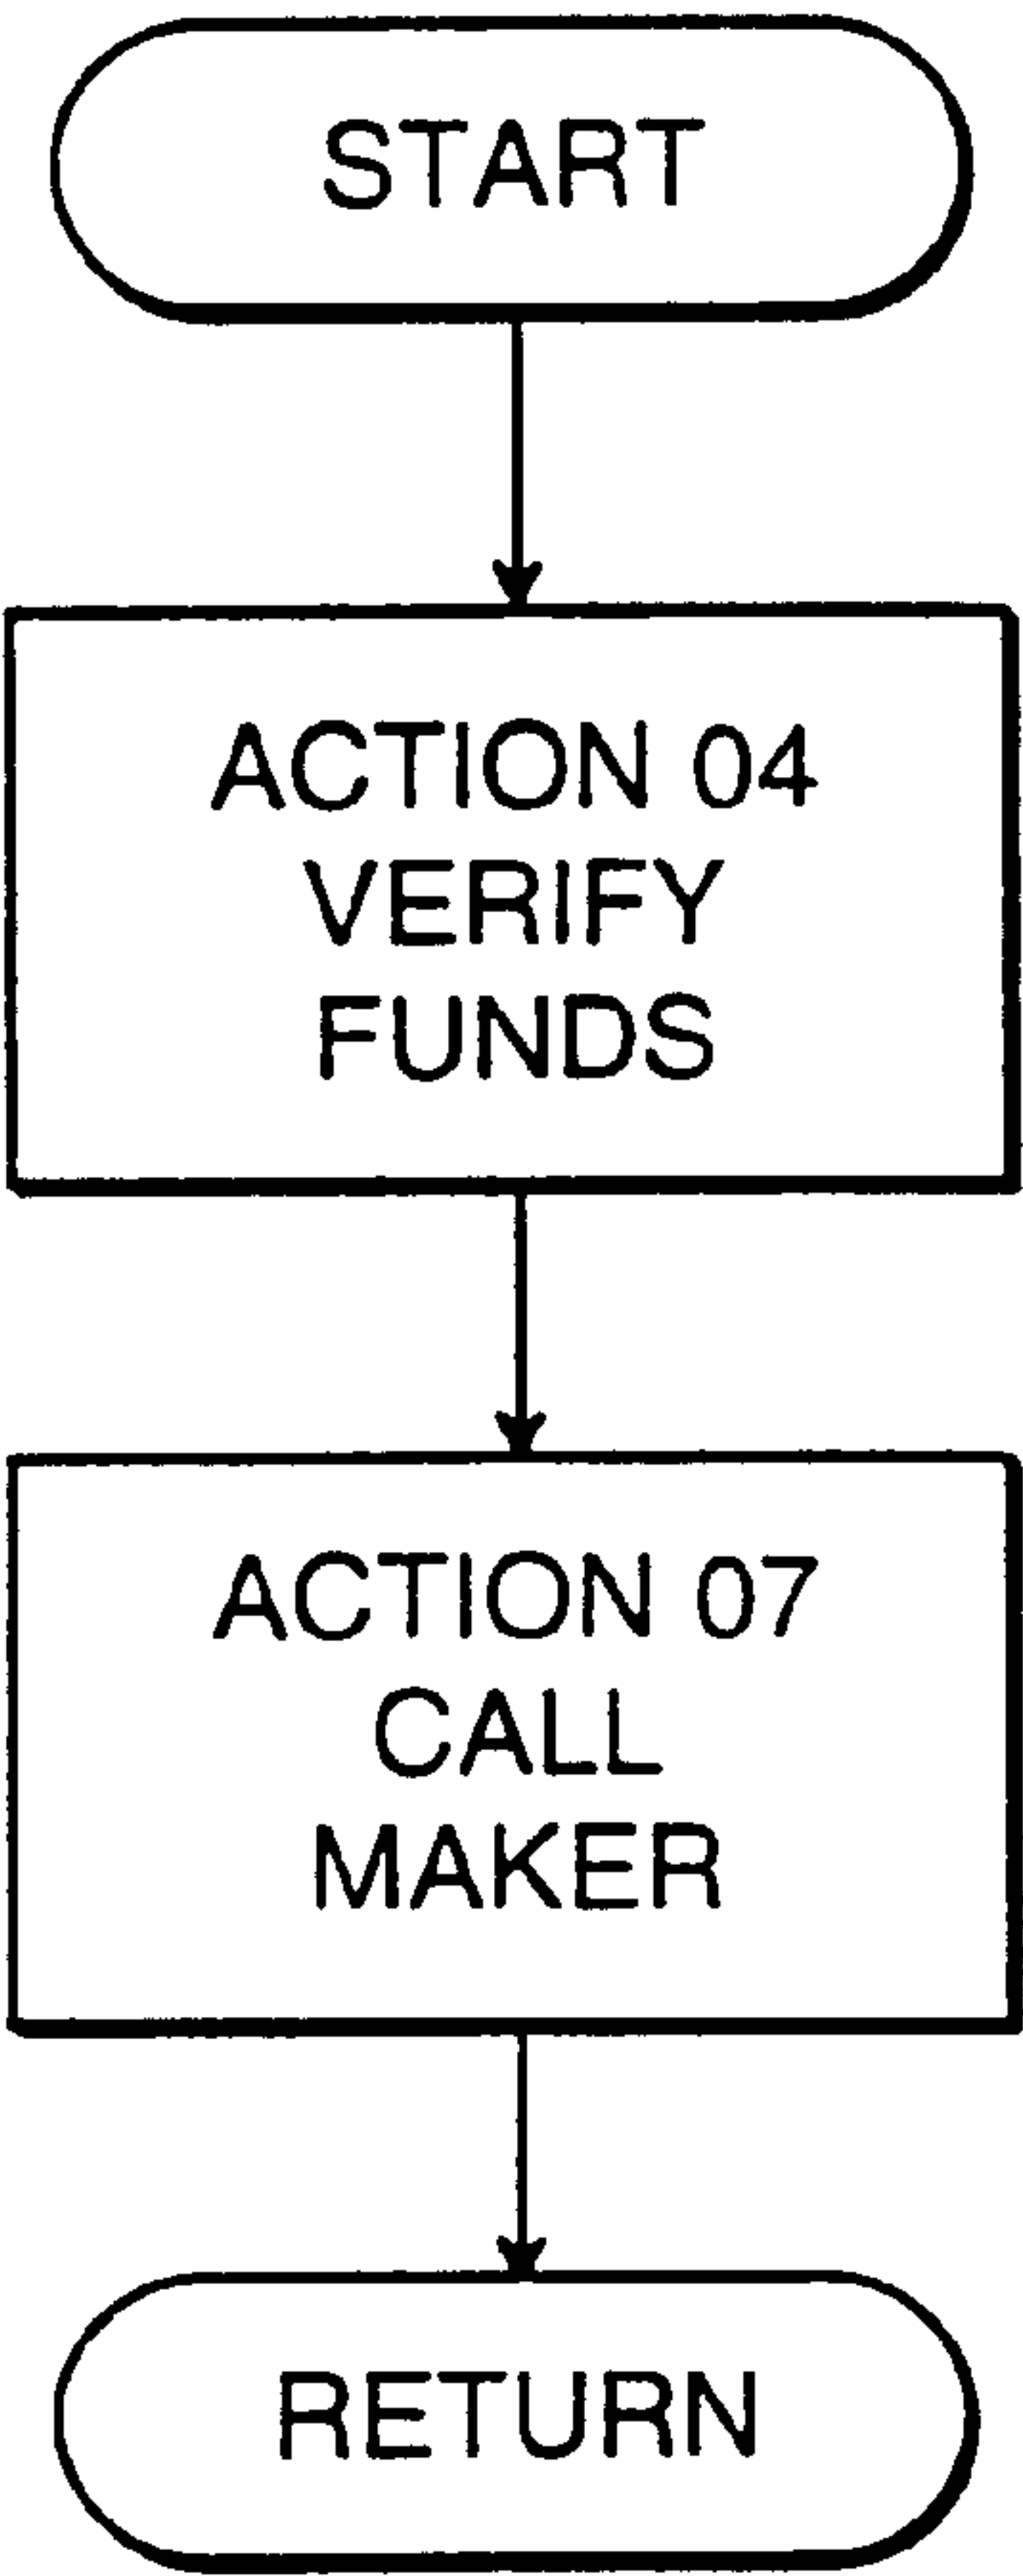 START
ACTION 04
VERIFY
FUNDS
ACTION 07
CALL
MAKER
RETURN